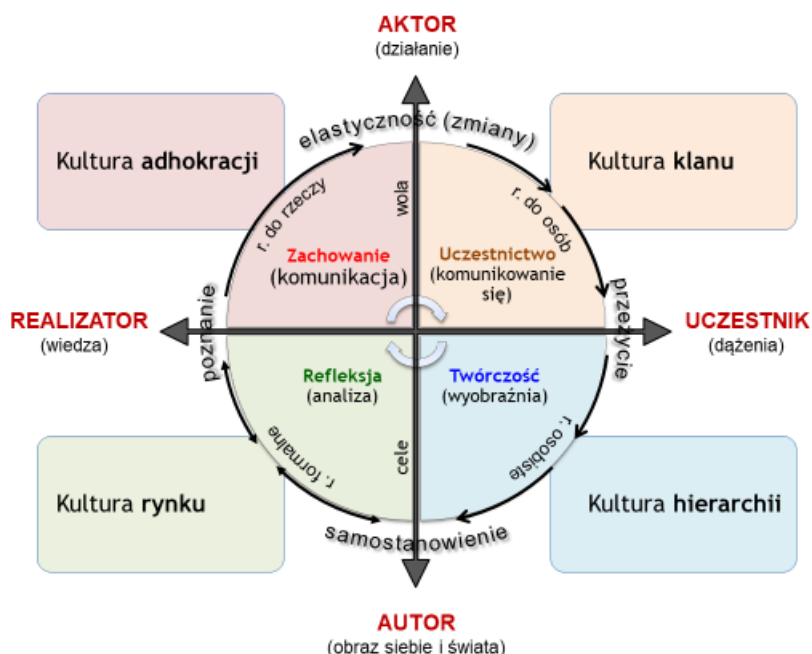 AKTOR
(działanie)
Kultura adhokracji
elastyczność (zmiany)
Kultura klanu
r. do rzeczy
wola
r. do osób
Zachowanie
(komunikacja)
Uczestnictwo
(komunikowanie
się)
REALIZATOR
(wiedza)
poznanie
przeżycie
UCZESTNIK
(dążenia)
Refleksja
(analiza)
Twórczość
(wyobraźnia)
r. formalne
cele
r. osobiste
Kultura rynku
Kultura hierarchii
samostanowienie
AUTOR
(obraz siebie i świata)